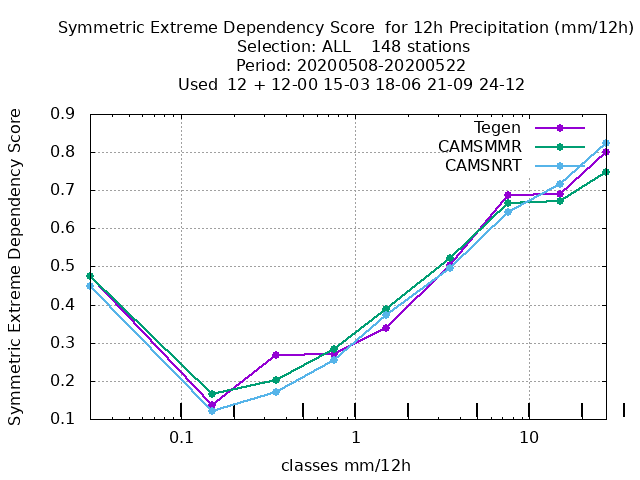 Symmetric Extreme Dependency Score  for 12h Precipitation (mm/12h)
Selection: ALL    148 stations
Period: 20200508-20200522
Used  12 + 12-00 15-03 18-06 21-09 24-12
Symmetric Extreme Dependency Score
0.9
0.8
0.7
0.6
0.5
0.4
0.3
0.2
0.1
Tegen
CAMSMMR
CAMSNRT
0.1
1
10
classes mm/12h